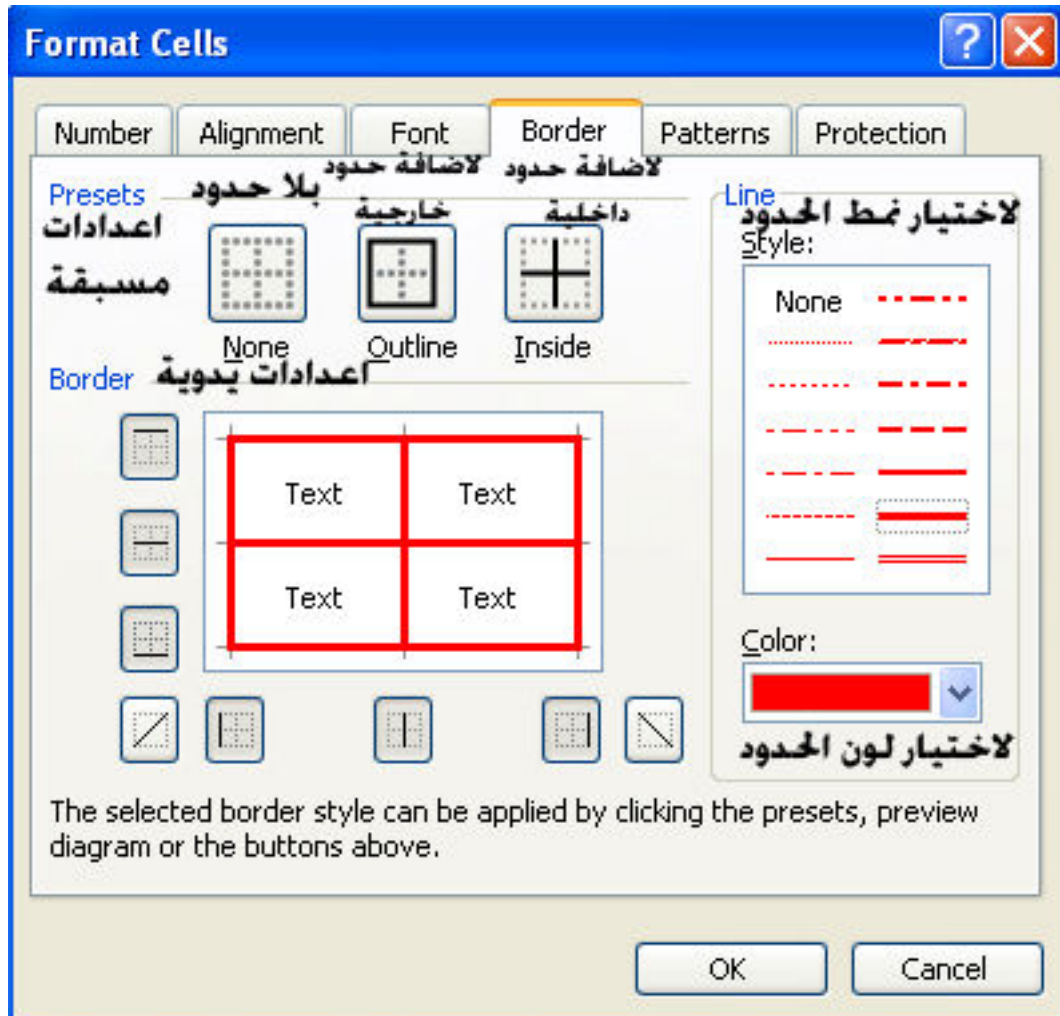 Format Cells
Number Alignment Font Border Patterns Protection
Presets
اعدادات
مسبقة
بلا حدود
لاضافة حدود
خارجية
لاضافة حدود
داخلية
None Outline Inside
Border
اعدادات يدوية
Text Text
Text Text
Line
لاختيار نمط الحدود
Style:
None
Color:
لاختيار لون الحدود
The selected border style can be applied by clicking the presets, preview
diagram or the buttons above.
OK Cancel